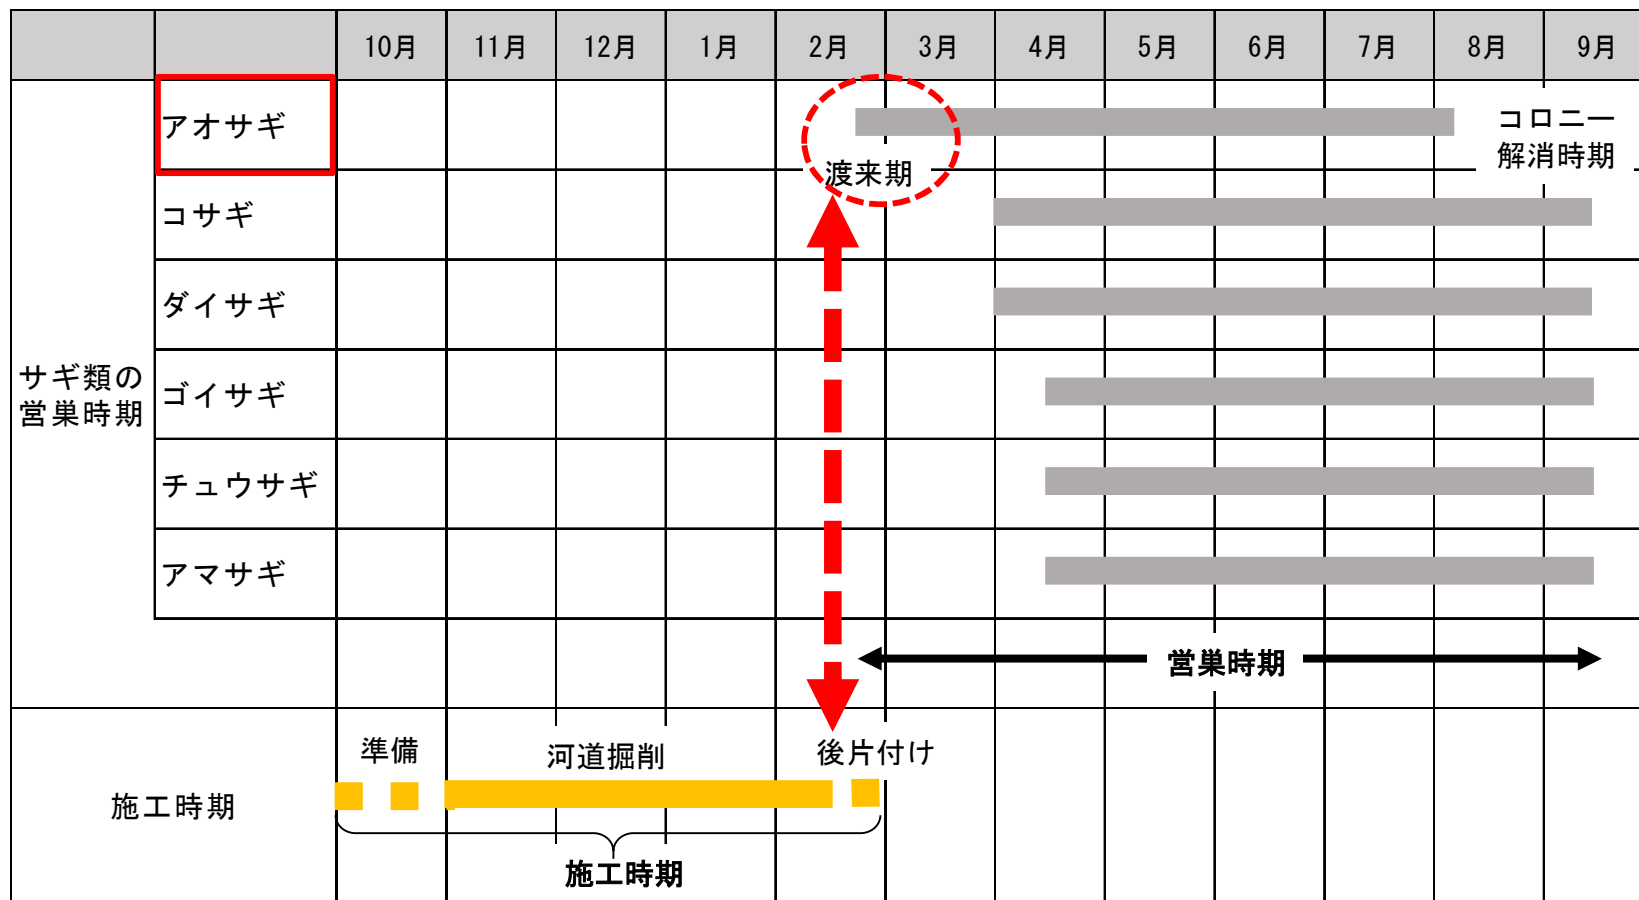 10月 11月 12月 1月 2月 3月 4月 5月 6月 7月 8月 9月
サギ類の
営巣時期
アオサギ
渡来期
コロニー
解消時期
コサギ
ダイサギ
ゴイサギ
チュウサギ
アマサギ
営巣時期
施工時期
準備
河道掘削
後片付け
施工時期